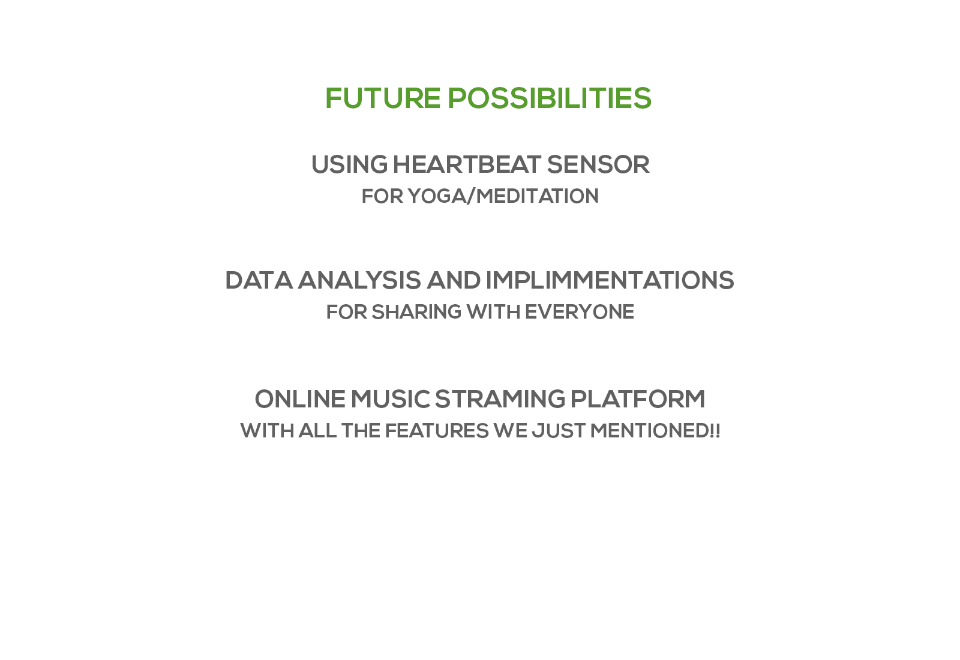 FUTURE POSSIBILITIES
USING HEARTBEAT SENSOR
FOR YOGA/MEDITATION
DATA ANALYSIS AND IMPLIMMENTATIONS
FOR SHARING WITH EVERYONE
ONLINE MUSIC STRAMING PLATFORM
WITH ALL THE FEATURES WE JUST MENTIONED!!